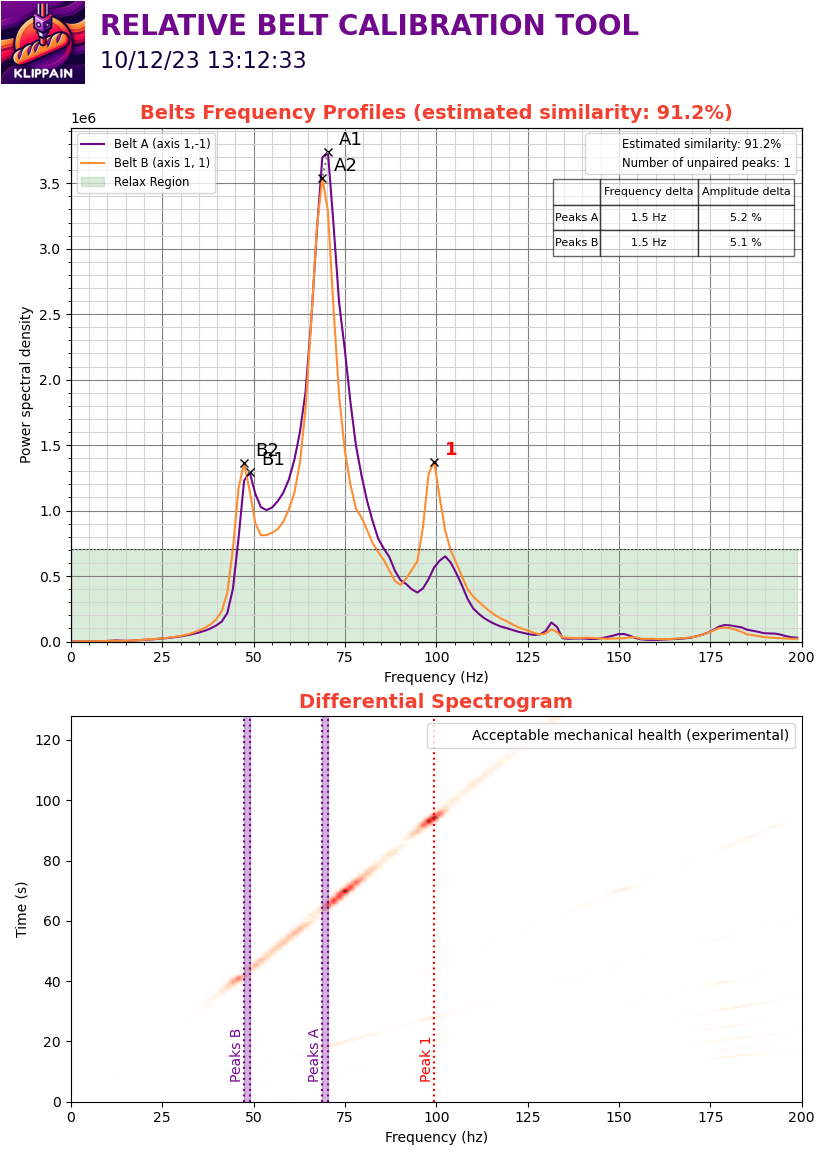 KLIPPAIN
RELATIVE BELT CALIBRATION TOOL
10/12/23 13:12:33
Belts Frequency Profiles (estimated similarity: 91.2%)
1e6
Belt A (axis 1,-1)
Belt B (axis 1, 1)
Relax Region
A1
A2
Estimated similarity: 91.2%
Number of unpaired peaks: 1
Frequency delta Amplitude delta
Peaks A 1.5 Hz 5.2 %
Peaks B 1.5 Hz 5.1 %
B2
B1
1
Power spectral density
3.5
3.0
2.5
2.0
1.5
1.0
0.5
0.0
0 25 50 75 100 125 150 175 200
Frequency (Hz)
Differential Spectrogram
Acceptable mechanical health (experimental)
Time (s)
120
100
80
60
40
20
0
Peaks B
Peaks A
Peak 1
0 25 50 75 100 125 150 175 200
Frequency (hz)